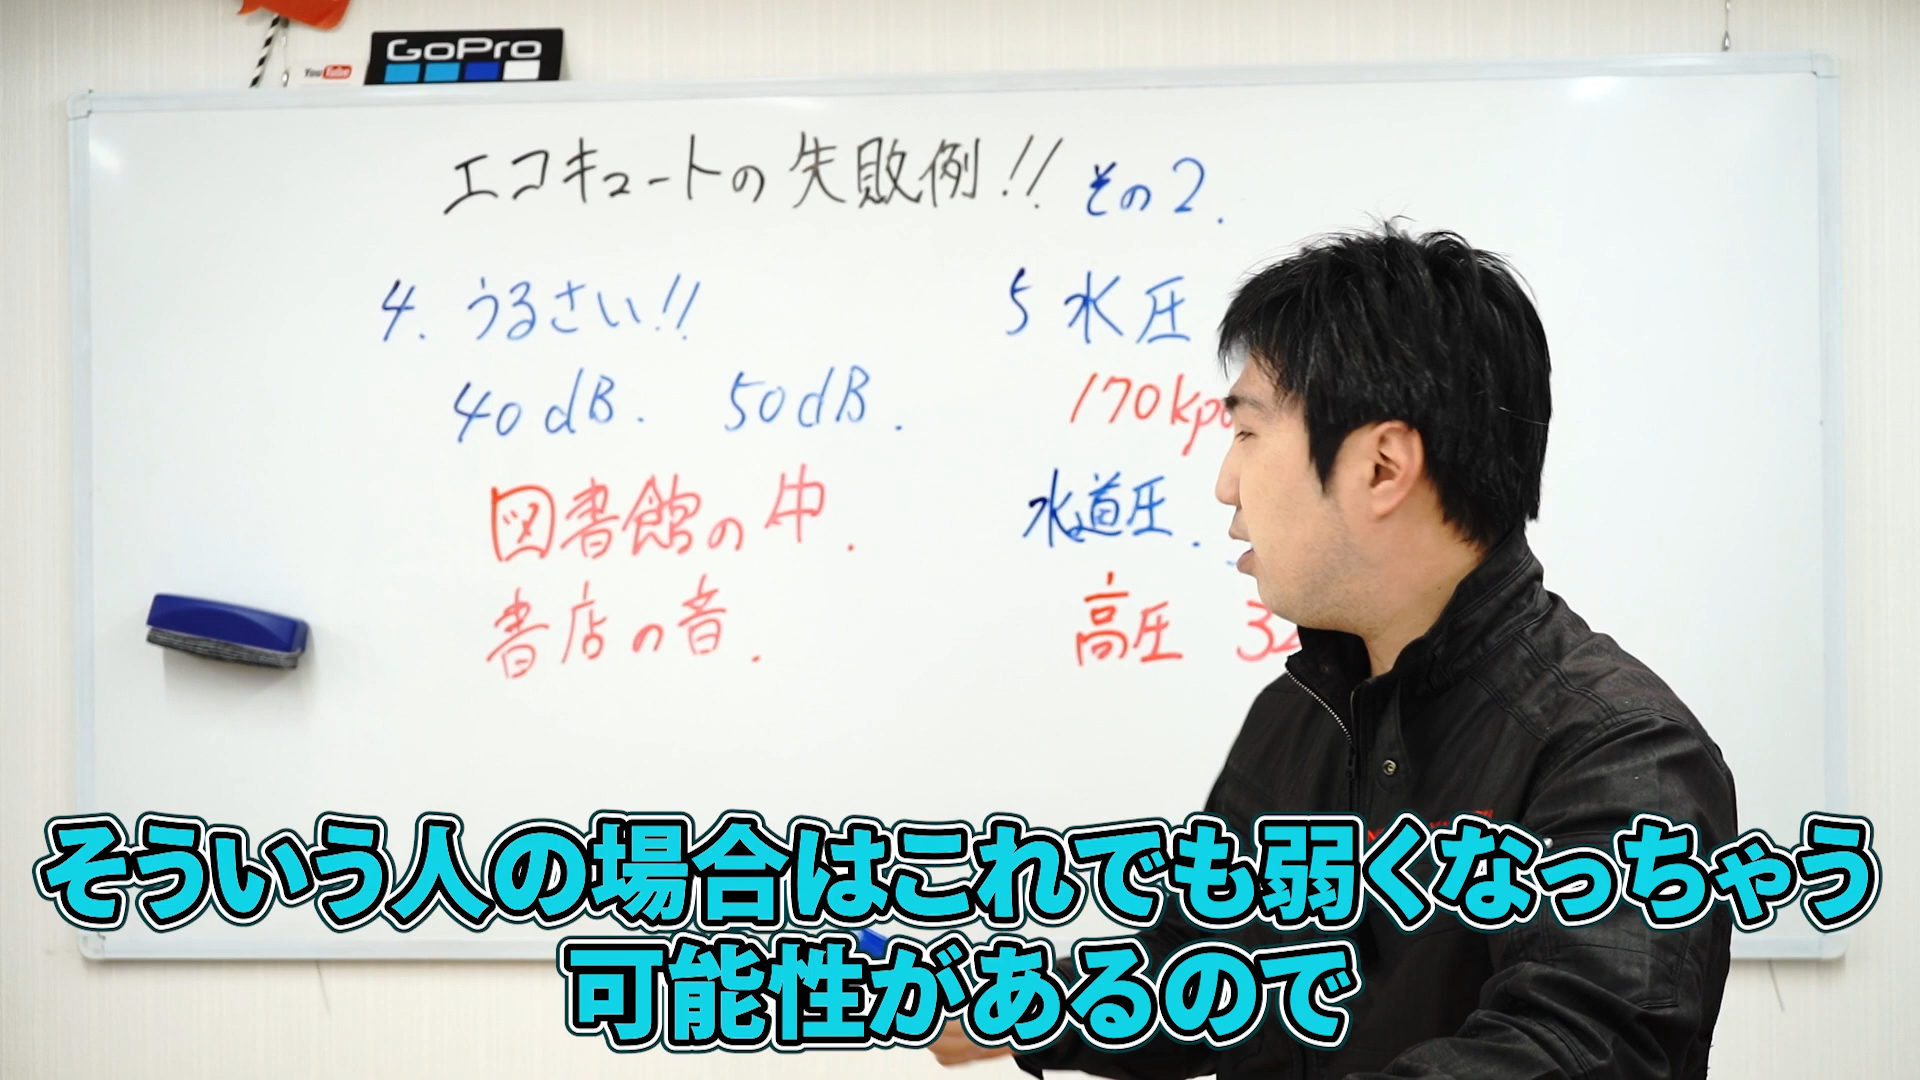 GoPro
YouTube
エコキュートの失敗例!! その2.
4. うるさい!!
40dB. 50dB.
図書館の中.
書店の音.
5 水圧
170kpa
水道圧.
高圧 32
そういう人の場合はこれでも弱くなっちゃう
可能性があるので